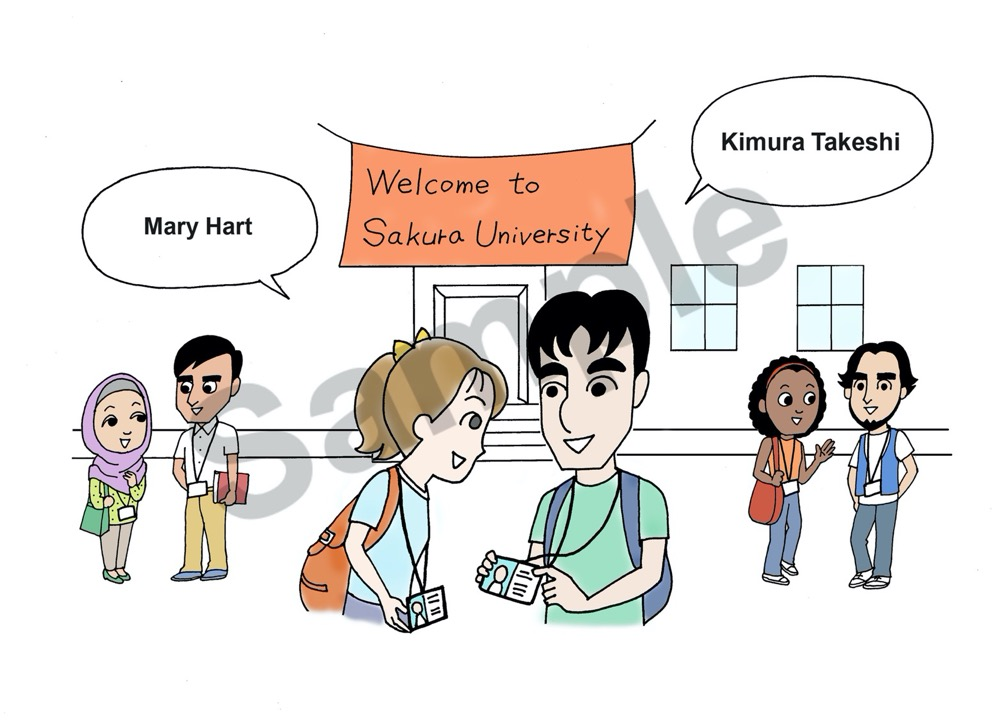 Kimura Takeshi
Welcome to
Sakura University
Mary Hart
Sample